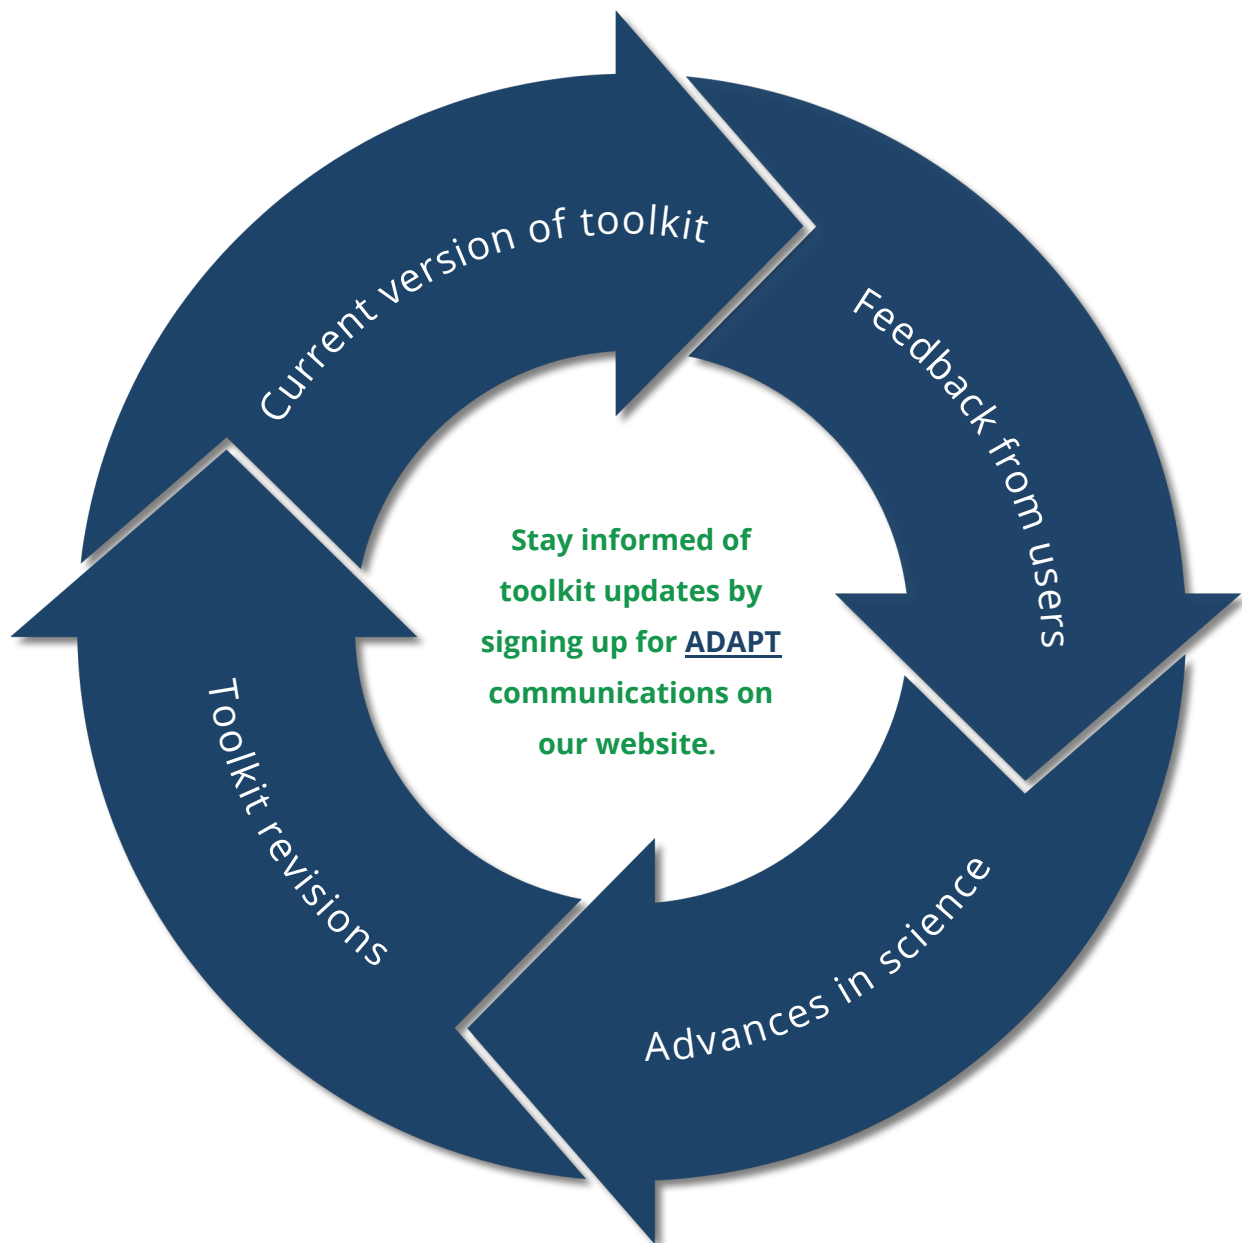 Current version of toolkit
Feedback from users
Advances in science
Toolkit revisions
Stay informed of
toolkit updates by
signing up for ADAPT
communications on
our website.